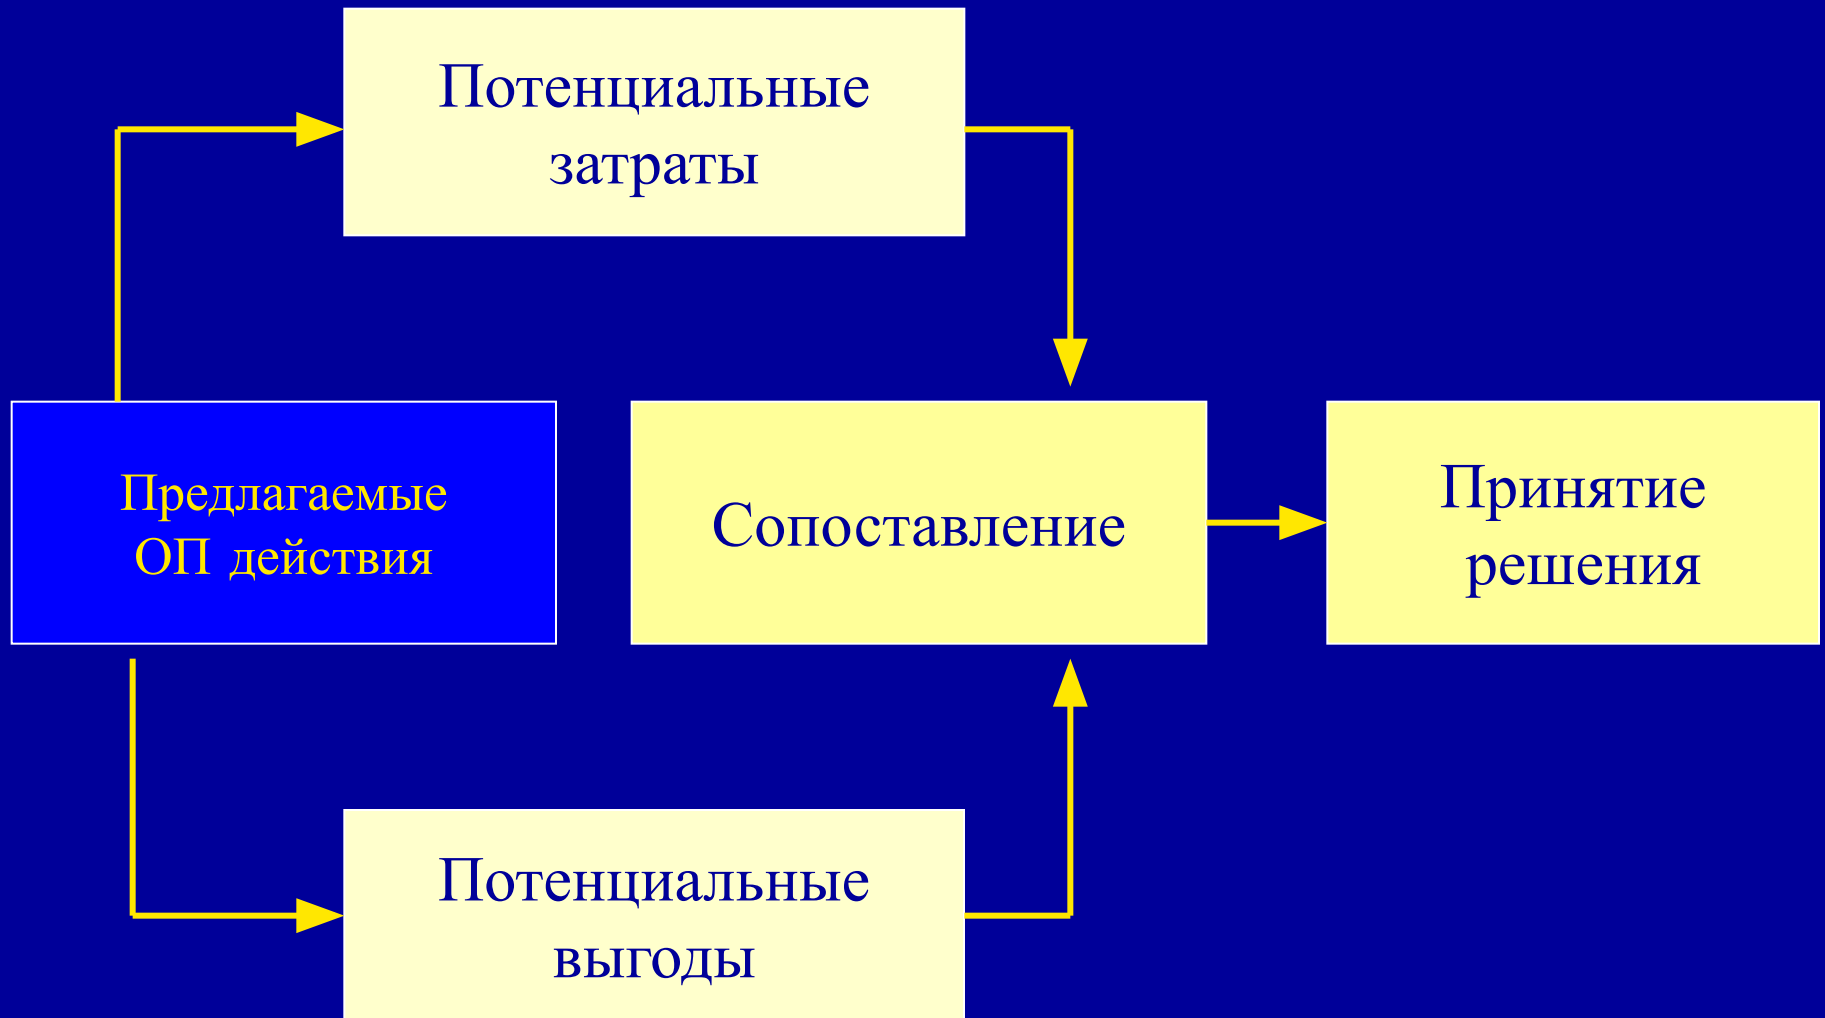 Потенциальные
затраты
Предлагаемые
ОП действия
Сопоставление
Принятие
решения
Потенциальные
выгоды